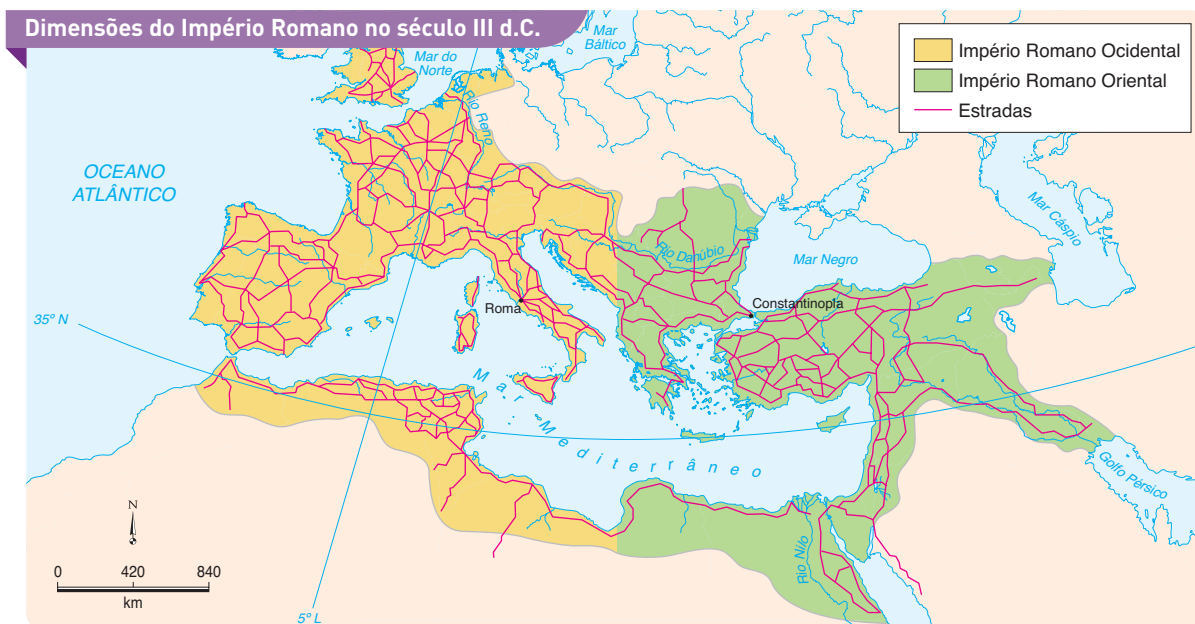 Dimensões do Império Romano no século III d.C.
Mar
Báltico
Mar do
Norte
Império Romano Ocidental
Império Romano Oriental
Estradas
Rio Reno
OCEANO
ATLÂNTICO
Mar Cáspio
Rio Danúbio
Mar Negro
Roma
Constantinopla
35º N
Mar Mediterrâneo
Golfo Pérsico
Rio Nilo
N
0 420 840
km
5º L